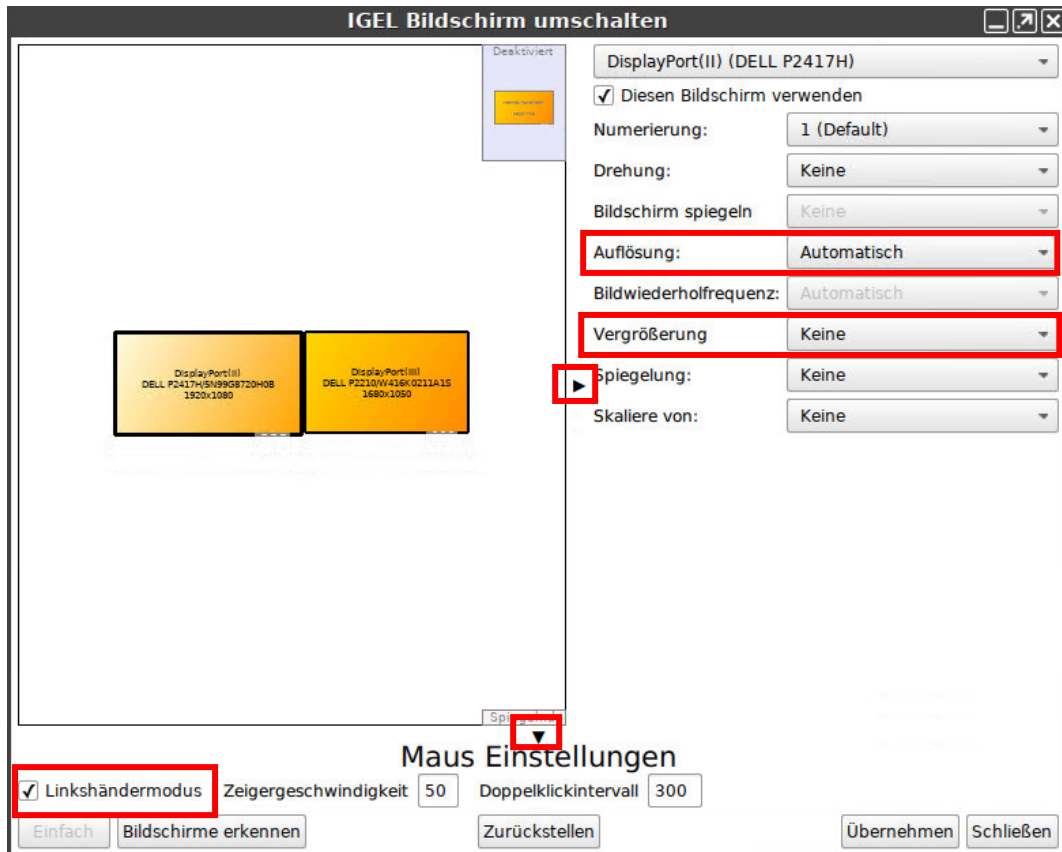 IGEL Bildschirm umschalten
Deaktiviert
DisplayPort(II) (DELL P2417H)
Diesen Bildschirm verwenden
Numerierung: 1 (Default)
Drehung: Keine
Bildschirm spiegeln Keine
Auflösung: Automatisch
Bildwiederholfrequenz: Automatisch
Vergrößerung Keine
Spiegelung: Keine
Skaliere von: Keine
DisplayPort(II)
DELL P2417H/5N99GB720H0B
1920x1080
DisplayPort(III)
DELL P2210/W416K0211A1S
1680x1050
Maus Einstellungen
Linkshändermodus Zeigergeschwindigkeit 50 Doppelklickintervall 300
Einfach Bildschirme erkennen Zurückstellen Übernehmen Schließen